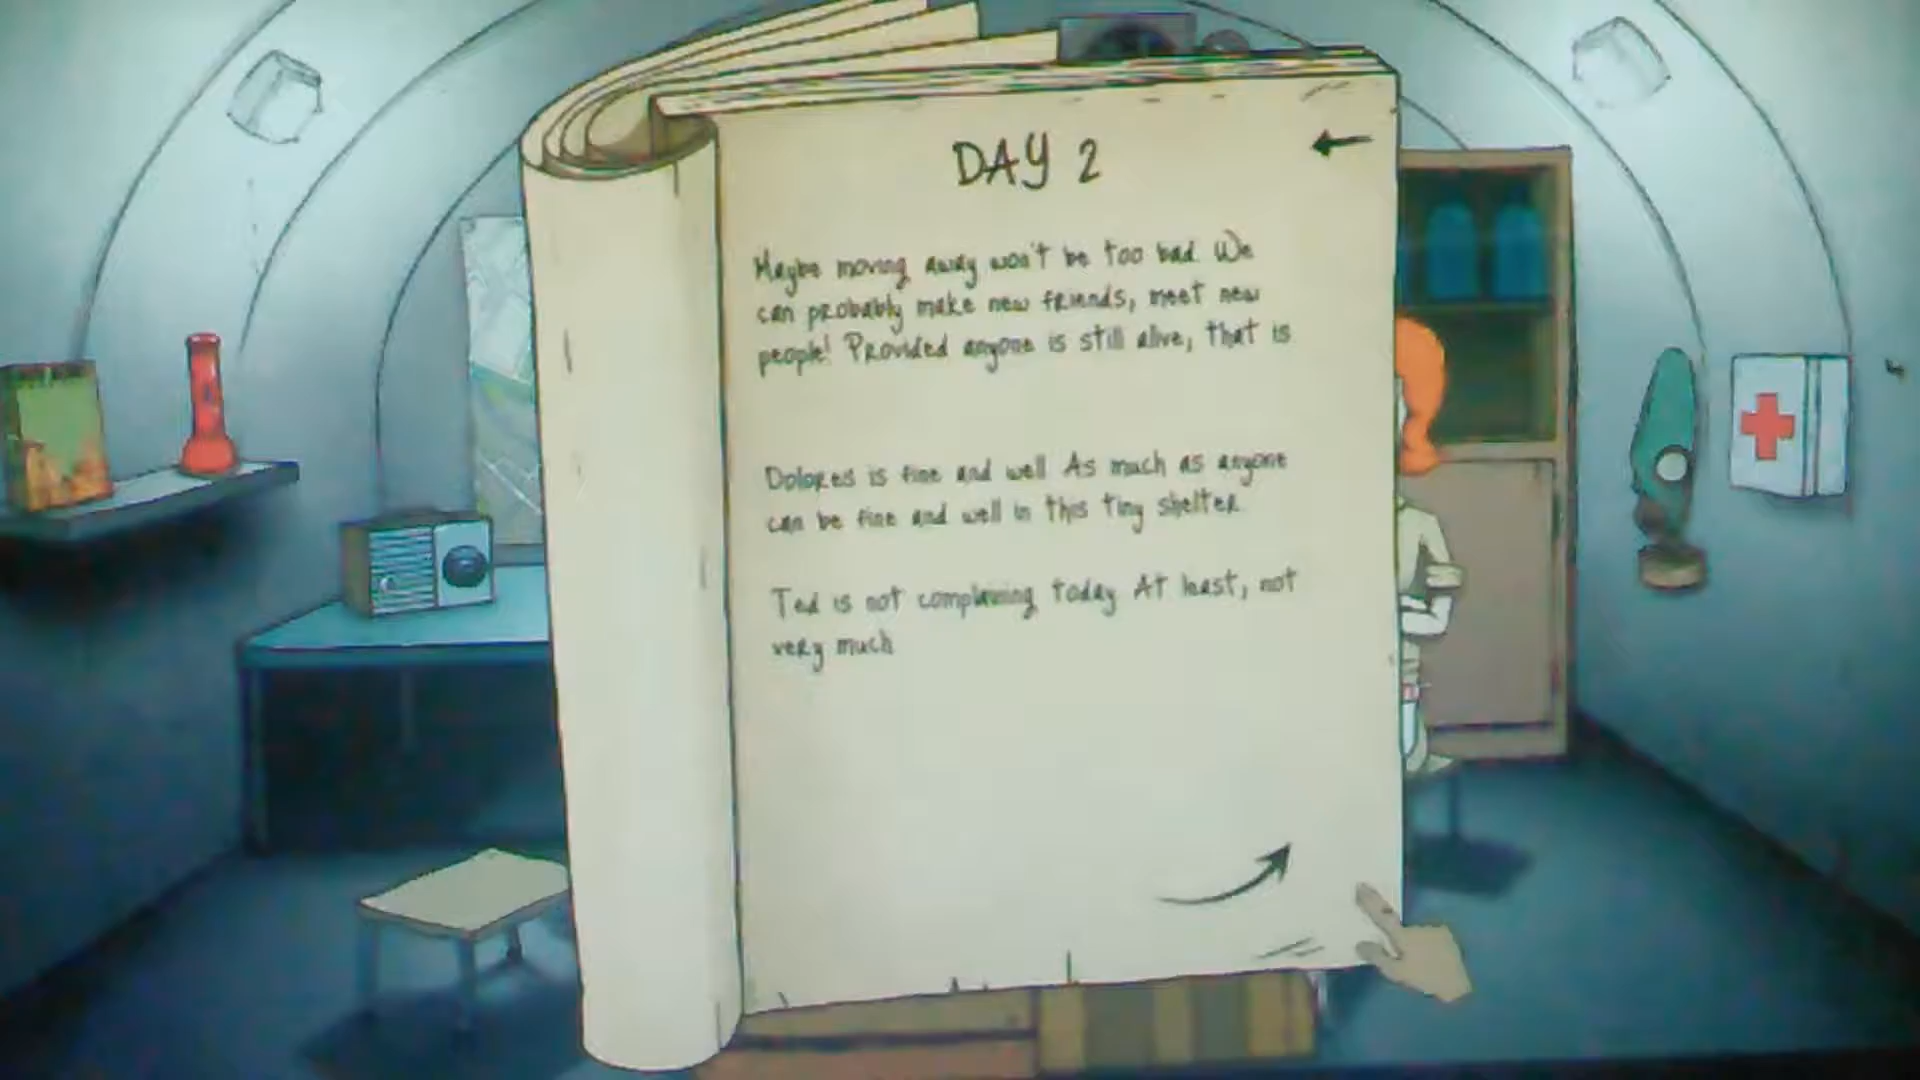 DAY 2
Maybe moving away won't be too bad. We
can probably make new friends, meet new
people! Provided anyone is still alive, that is
Dolores is fine and well As much as anyone
can be fine and well in this tiny shelter.
Ted is not complaining today At least, not
very much